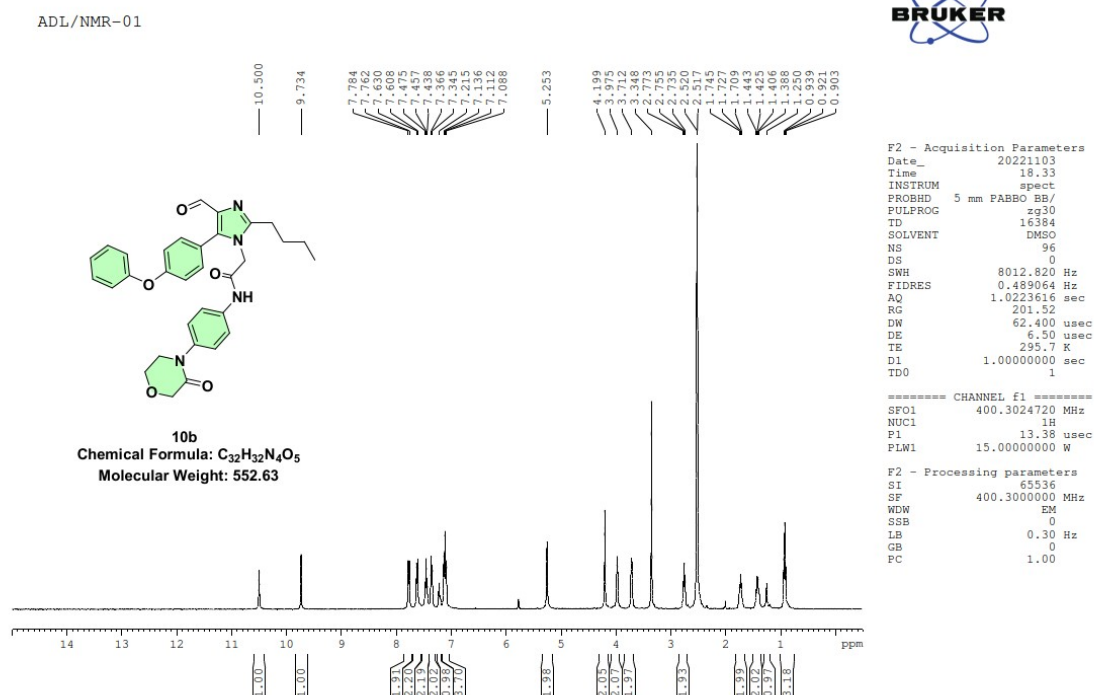 ADL/NMR-01
BRUKER
10.500
9.734
7.784
7.762
7.630
7.608
7.475
7.457
7.438
7.366
7.345
7.215
7.136
7.112
7.088
5.253
4.199
3.975
3.712
3.348
2.773
2.755
2.735
2.520
2.517
1.745
1.727
1.709
1.443
1.425
1.406
1.388
1.250
0.939
0.921
0.903
F2 - Acquisition Parameters
Date_ 20221103
Time 18.33
INSTRUM spect
PROBHD 5 mm PABBO BB/
PULPROG zg30
TD 16384
SOLVENT DMSO
NS 96
DS 0
SWH 8012.820 Hz
FIDRES 0.489064 Hz
AQ 1.0223616 sec
RG 201.52
DW 62.400 usec
DE 6.50 usec
TE 295.7 K
D1 1.00000000 sec
TD0 1
======== CHANNEL f1 ========
SFO1 400.3024720 MHz
NUC1 1H
P1 13.38 usec
PLW1 15.00000000 W
F2 - Processing parameters
SI 65536
SF 400.3000000 MHz
WDW EM
SSB 0
LB 0.30 Hz
GB 0
PC 1.00
O
N
N
O
O
NH
N
O
O
10b
Chemical Formula: C32H32N4O5
Molecular Weight: 552.63
14 13 12 11 10 9 8 7 6 5 4 3 2 1 ppm